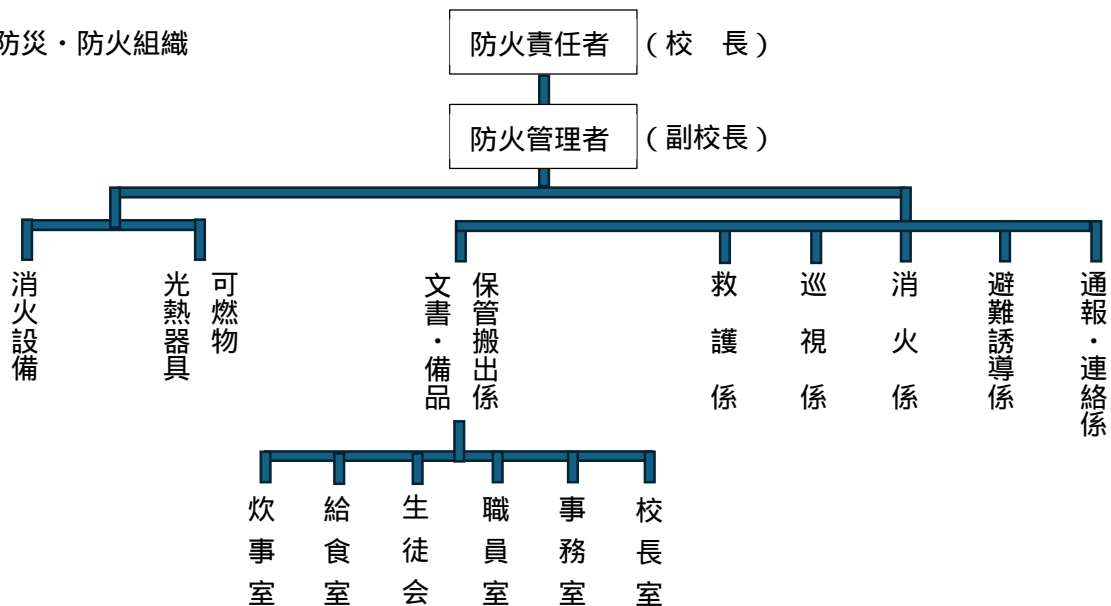 防災・防火組織
防火責任者 (校 長)
防火管理者 (副校長)
通報・連絡係
避難誘導係
消火係
巡視係
救護係
保管搬出係
文書・備品
可燃物
光熱器具
消火設備
校長室
事務室
職員室
生徒会
給食室
炊事室